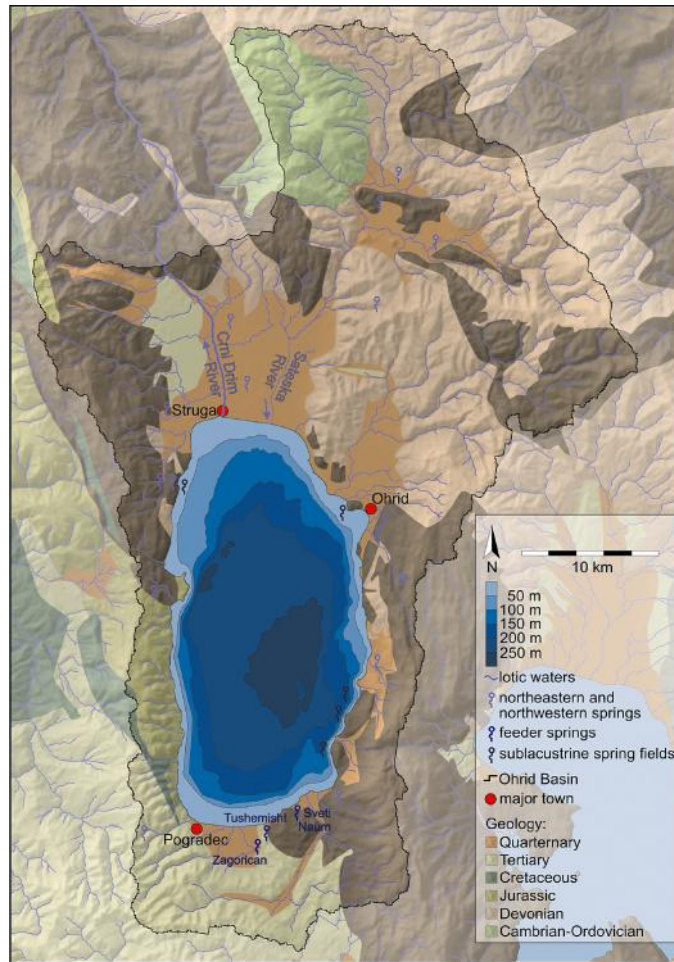 Crni Drim
River
Sateska
River
Struga
Ohrid
N
10 km
50 m
100 m
150 m
200 m
250 m
lotic waters
northeastern and
northwestern springs
feeder springs
sublacustrine spring fields
Ohrid Basin
major town
Geology:
Quarternary
Tertiary
Cretaceous
Jurassic
Devonian
Cambrian-Ordovician
Tushemisht
Sveti
Naum
Pogradec
Zagorican